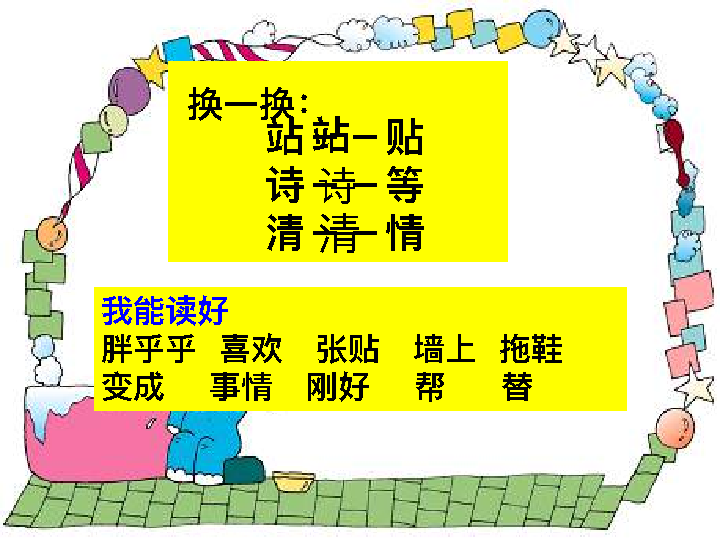 换一换：
站 站 — 贴
诗 诗 — 等
清 清 — 情
我能读好
胖乎乎 喜欢 张贴 墙上 拖鞋
变成 事情 刚好 帮 替